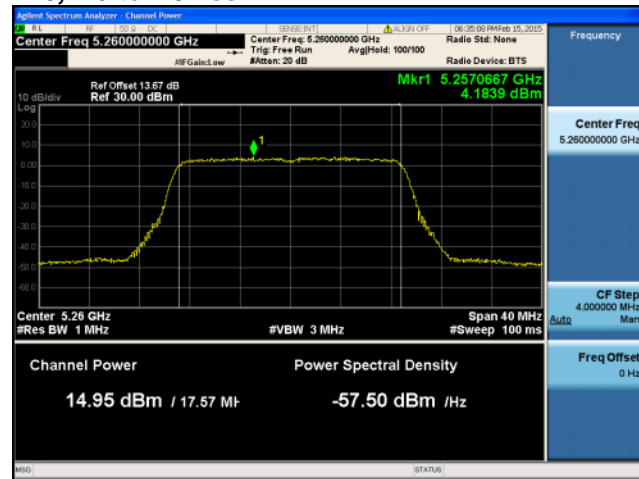 Agilent Spectrum Analyzer - Channel Power
RL RF 50 Ω DC SENSE:INT ALIGN OFF 06:35:08 PM Feb 15, 2015
Center Freq 5.260000000 GHz
Center Freq: 5.260000000 GHz
Radio Std: None
Trig: Free Run Avg|Hold: 100/100
#IFGain:Low #Atten: 20 dB Radio Device: BTS
Ref Offset 13.67 dB
Mkr1 5.2570667 GHz
10 dB/div Ref 30.00 dBm 4.1839 dBm
Log
20.0
10.0
0.00
-10.0
-20.0
-30.0
-40.0
-50.0
-60.0
1
Center 5.26 GHz Span 40 MHz
#Res BW 1 MHz #VBW 3 MHz #Sweep 100 ms
Channel Power Power Spectral Density
14.95 dBm / 17.57 MH -57.50 dBm /Hz
MSG STATUS
Frequency
Center Freq
5.260000000 GHz
CF Step
4.000000 MHz
Auto Man
Freq Offset
0 Hz